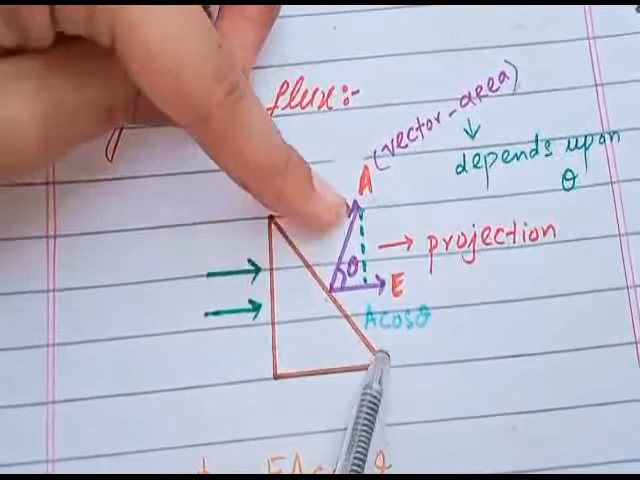 flux:-
A (vector-area)
depends upon
θ
→ projection
θ
E
Acosθ